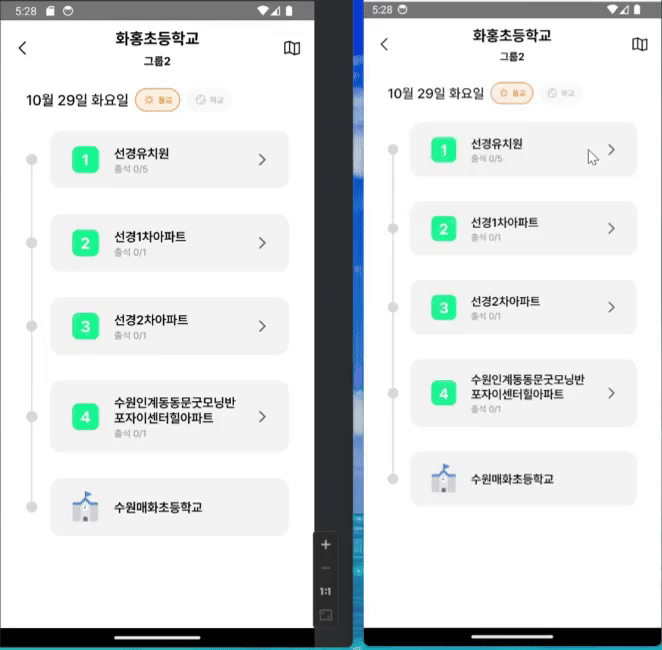 5:28
화홍초등학교
그룹2
10월 29일 화요일
등교
하교
1
선경유치원
출석 0/5
2
선경1차아파트
출석 0/1
3
선경2차아파트
출석 0/1
4
수원인계동동문굿모닝반
포자이센터힐아파트
출석 0/1
수원매화초등학교
1:1
5:28
화홍초등학교
그룹2
10월 29일 화요일
등교
하교
1
선경유치원
출석 0/5
2
선경1차아파트
출석 0/1
3
선경2차아파트
출석 0/1
4
수원인계동동문굿모닝반
포자이센터힐아파트
출석 0/1
수원매화초등학교